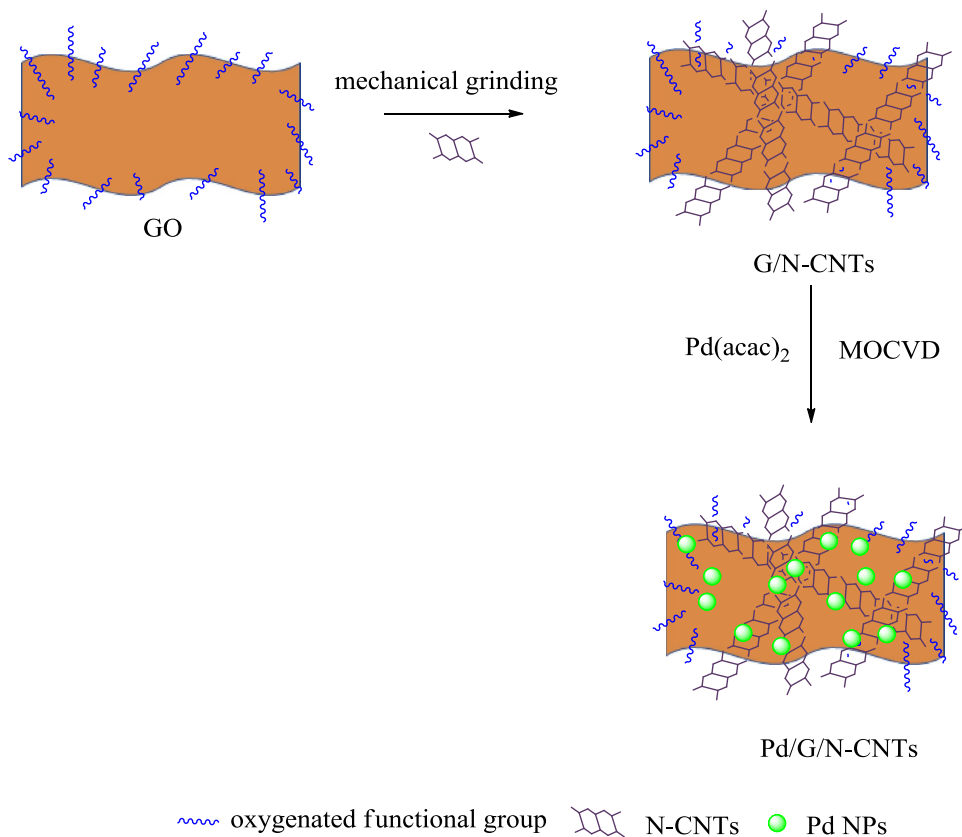 mechanical grinding
GO
G/N-CNTs
Pd(acac)2 MOCVD
Pd/G/N-CNTs
oxygenated functional group N-CNTs Pd NPs